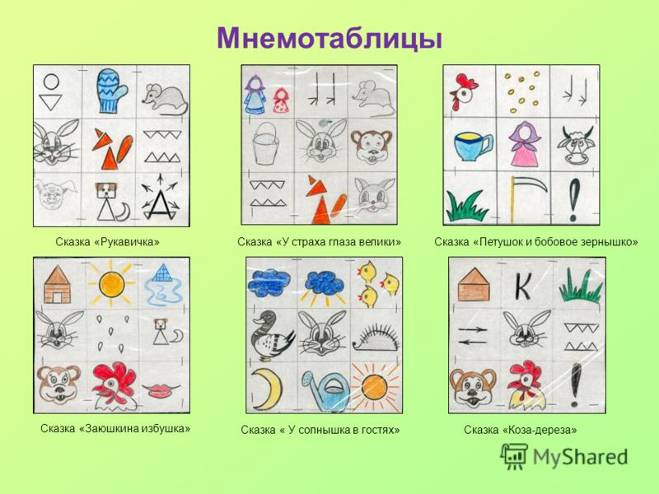 Мнемотаблицы
Сказка «Рукавичка»
Сказка «У страха глаза велики»
Сказка «Петушок и бобовое зернышко»
К
Сказка «Заюшкина избушка»
Сказка « У солнышка в гостях»
Сказка «Коза-дереза»
MyShared